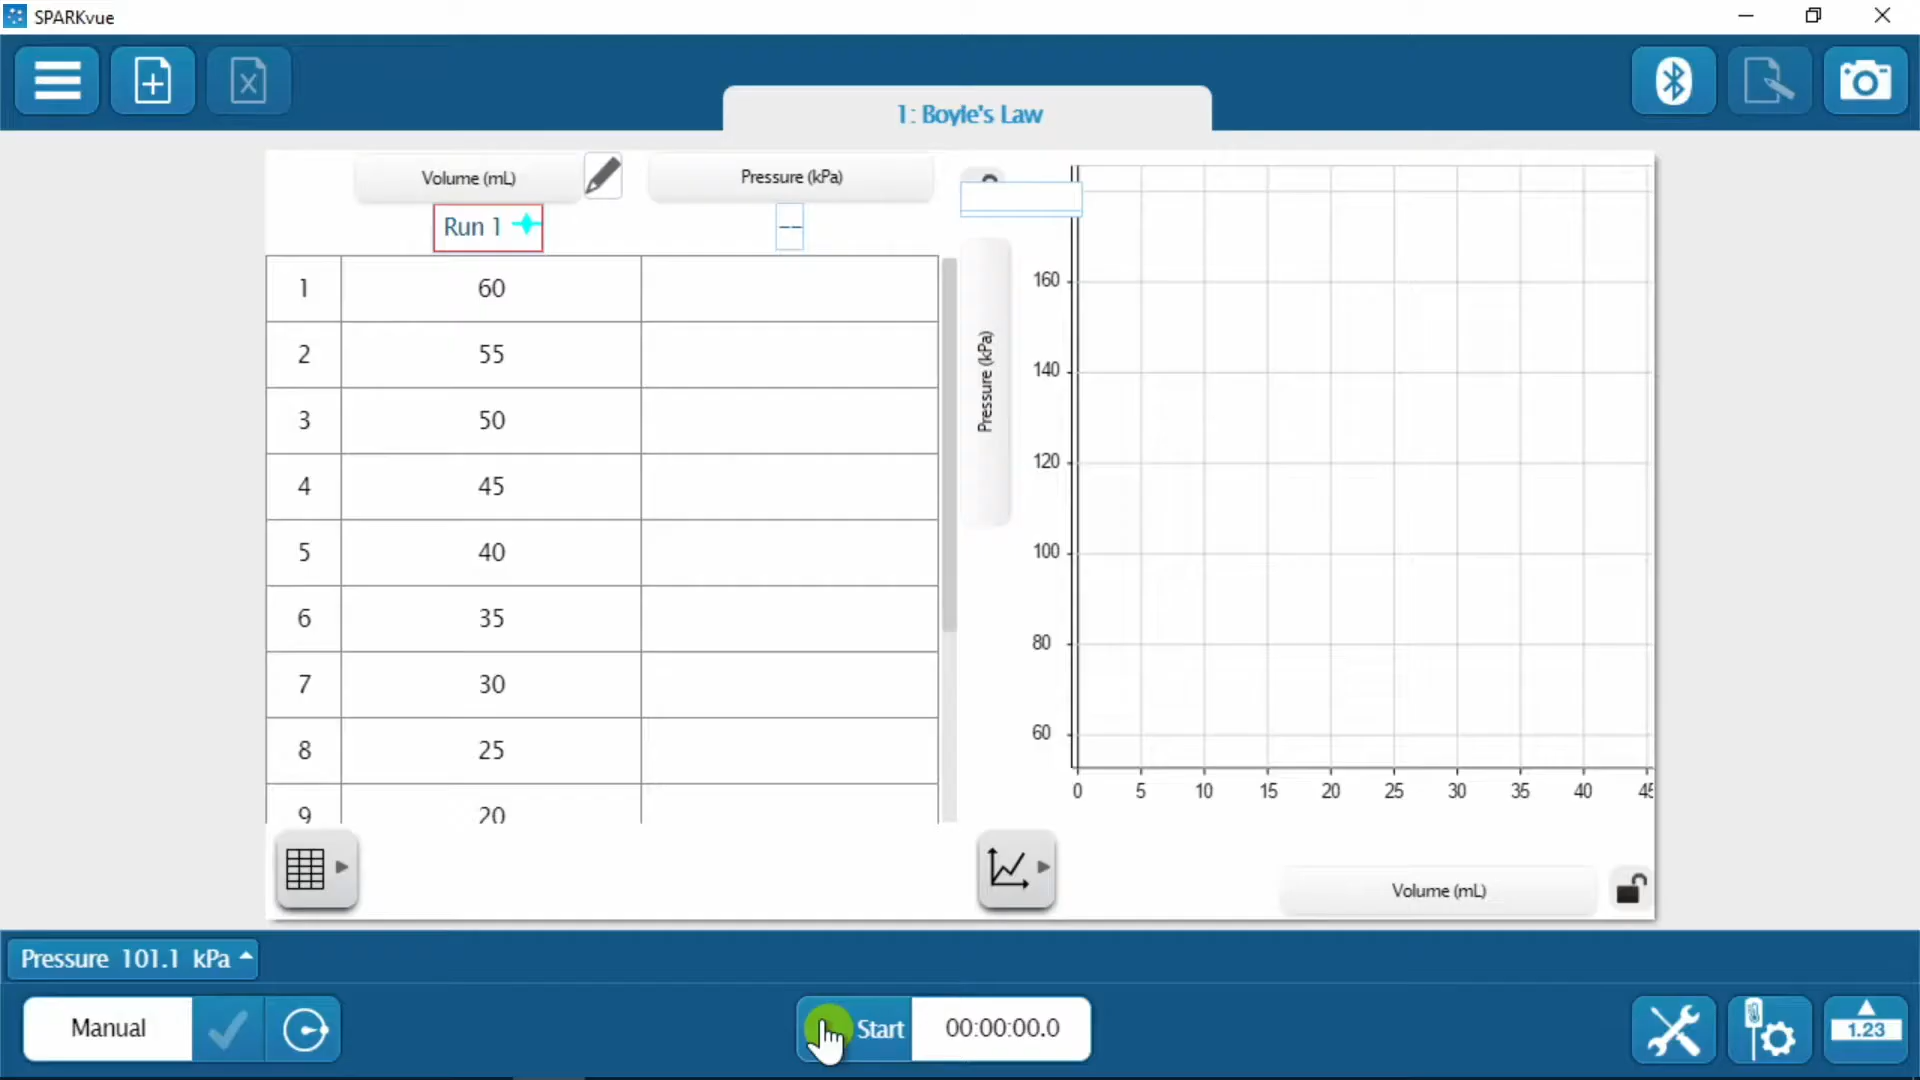 SPARKvue
1: Boyle's Law
Volume (mL)
Pressure (kPa)
Run 1
--
1 60
2 55
3 50
4 45
5 40
6 35
7 30
8 25
9 20
Pressure (kPa)
160
140
120
100
80
60
0 5 10 15 20 25 30 35 40 45
Volume (mL)
Pressure 101.1 kPa
Manual
Start
00:00:00.0
1.23